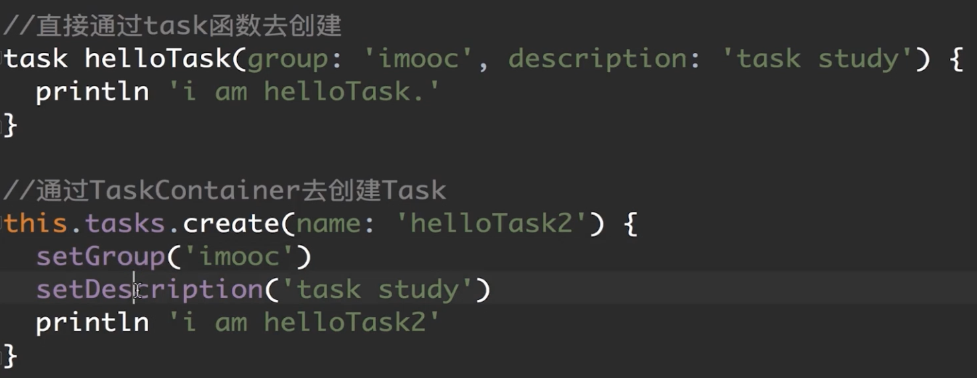 //直接通过task函数去创建
task helloTask(group: 'imooc', description: 'task study') {
  println 'i am helloTask.'
}

//通过TaskContainer去创建Task
this.tasks.create(name: 'helloTask2') {
  setGroup('imooc')
  setDescription('task study')
  println 'i am helloTask2'
}